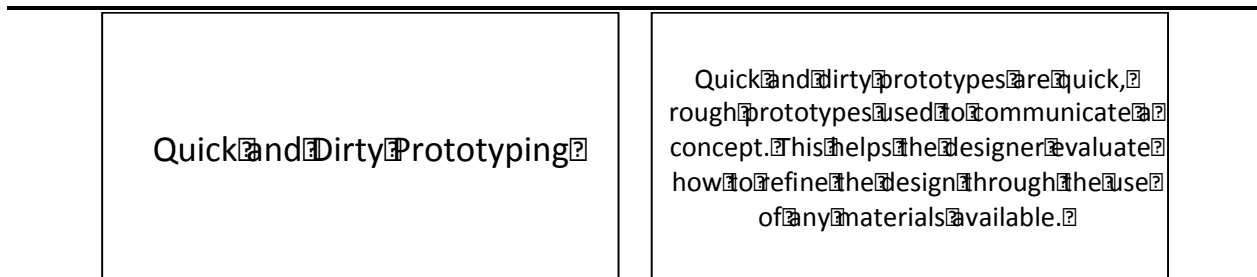 Quick⍰and⍰Dirty⍰Prototyping⍰
Quick⍰and⍰dirty⍰prototypes⍰are⍰quick,⍰
rough⍰prototypes⍰used⍰to⍰communicate⍰a⍰
concept.⍰This⍰helps⍰the⍰designer⍰evaluate⍰
how⍰to⍰refine⍰the⍰design⍰through⍰the⍰use⍰
of⍰any⍰materials⍰available.⍰